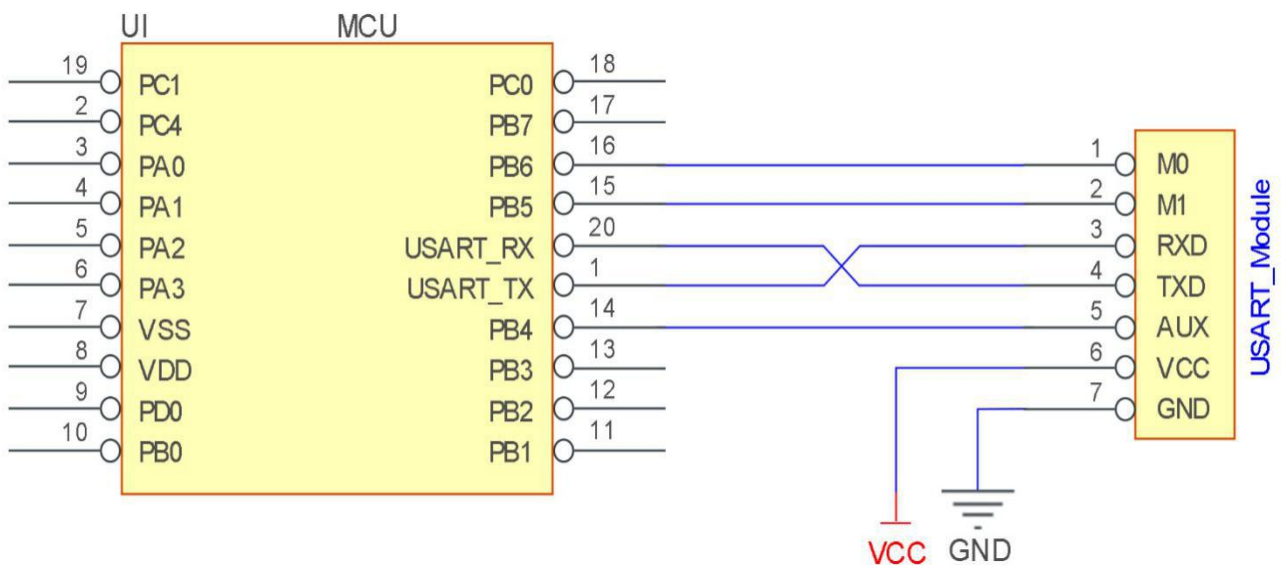 UI MCU
19 PC1 PC0 18
2 PC4 PB7 17
3 PA0 PB6 16
4 PA1 PB5 15
5 PA2 USART_RX 20
6 PA3 USART_TX 1
7 VSS PB4 14
8 VDD PB3 13
9 PD0 PB2 12
10 PB0 PB1 11
1 M0
2 M1
3 RXD
4 TXD
5 AUX
6 VCC
7 GND
USART_Module
VCC GND